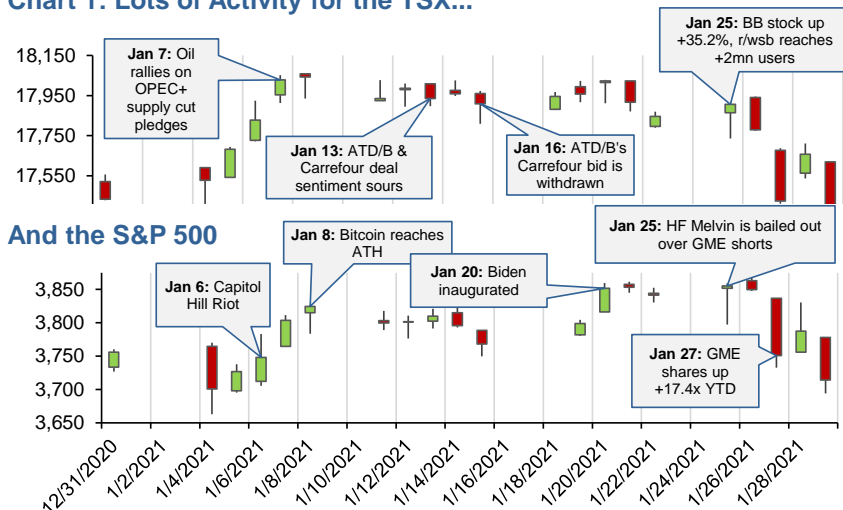 Chart 1: Lots of Activity for the TSX...
18,150
17,950
17,750
17,550
Jan 7: Oil
rallies on
OPEC+
supply cut
pledges
Jan 13: ATD/B &
Carrefour deal
sentiment sours
Jan 16: ATD/B's
Carrefour bid is
withdrawn
Jan 25: BB stock up
+35.2%, r/wsb reaches
+2mn users
And the S&P 500
3,850
3,800
3,750
3,700
3,650
Jan 6: Capitol
Hill Riot
Jan 8: Bitcoin reaches
ATH
Jan 20: Biden
inaugurated
Jan 25: HF Melvin is bailed out
over GME shorts
Jan 27: GME
shares up
+17.4x YTD
12/31/2020
1/2/2021
1/4/2021
1/6/2021
1/8/2021
1/10/2021
1/12/2021
1/14/2021
1/16/2021
1/18/2021
1/20/2021
1/22/2021
1/24/2021
1/26/2021
1/28/2021